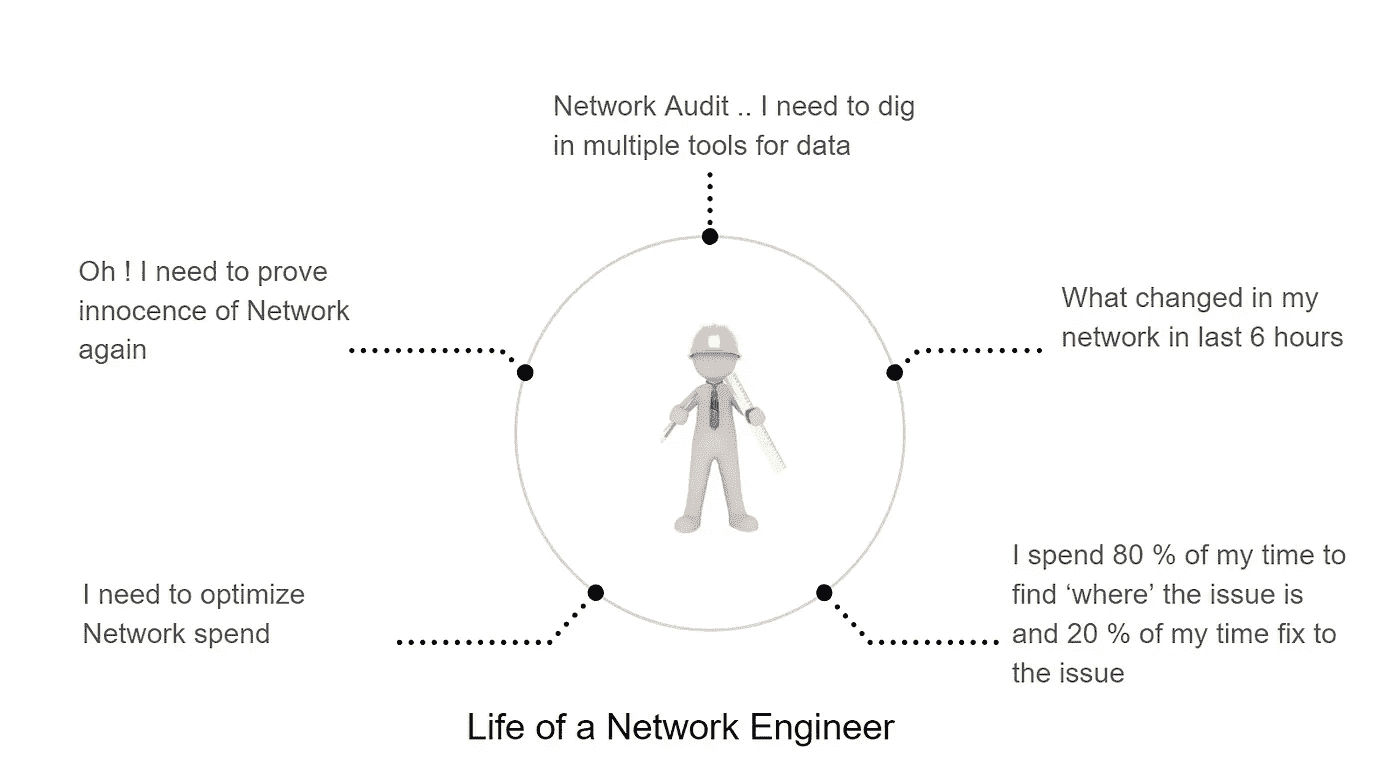 Network Audit .. I need to dig
in multiple tools for data
Oh ! I need to prove
innocence of Network
again
What changed in my
network in last 6 hours
I need to optimize
Network spend
I spend 80 % of my time to
find ‘where’ the issue is
and 20 % of my time fix to
the issue
Life of a Network Engineer